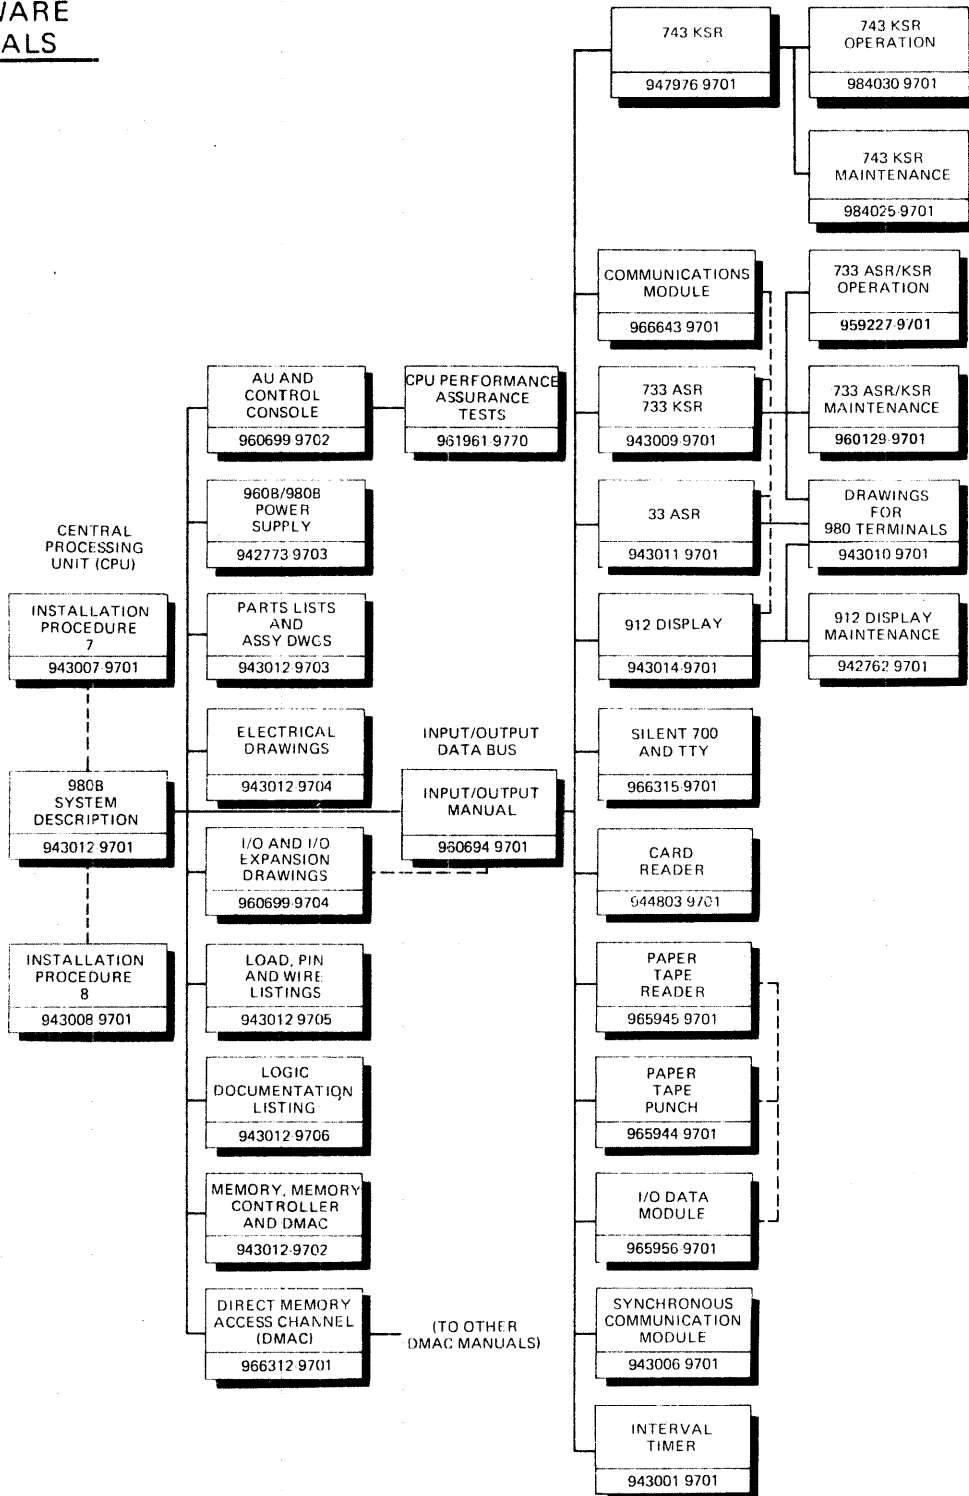 WARE
ALS
743 KSR
947976 9701
743 KSR
OPERATION
984030 9701
743 KSR
MAINTENANCE
984025-9701
COMMUNICATIONS
MODULE
966643 9701
733 ASR/KSR
OPERATION
959227-9701
AU AND
CONTROL
CONSOLE
960699 9702
CPU PERFORMANCE
ASSURANCE
TESTS
961961-9770
733 ASR
733 KSR
943009-9701
733 ASR/KSR
MAINTENANCE
960129-9701
960B/980B
POWER
SUPPLY
942773 9703
33 ASR
943011 9701
DRAWINGS
FOR
980 TERMINALS
943010 9701
CENTRAL
PROCESSING
UNIT (CPU)
INSTALLATION
PROCEDURE
7
943007-9701
PARTS LISTS
AND
ASSY DWGS
943012-9703
912 DISPLAY
943014-9701
912 DISPLAY
MAINTENANCE
942762 9701
ELECTRICAL
DRAWINGS
943012-9704
INPUT/OUTPUT
DATA BUS
SILENT 700
AND TTY
966315-9701
980B
SYSTEM
DESCRIPTION
943012 9701
INPUT/OUTPUT
MANUAL
960694 9701
I/O AND I/O
EXPANSION
DRAWINGS
960699-9704
CARD
READER
944803 9701
INSTALLATION
PROCEDURE
8
943008 9701
LOAD, PIN
AND WIRE
LISTINGS
943012 9705
PAPER
TAPE
READER
965945 9701
LOGIC
DOCUMENTATION
LISTING
943012-9706
PAPER
TAPE
PUNCH
965944 9701
MEMORY, MEMORY
CONTROLLER
AND DMAC
943012-9702
I/O DATA
MODULE
965956-9701
DIRECT MEMORY
ACCESS CHANNEL
(DMAC)
966312-9701
(TO OTHER
DMAC MANUALS)
SYNCHRONOUS
COMMUNICATION
MODULE
943006 9701
INTERVAL
TIMER
943001 9701